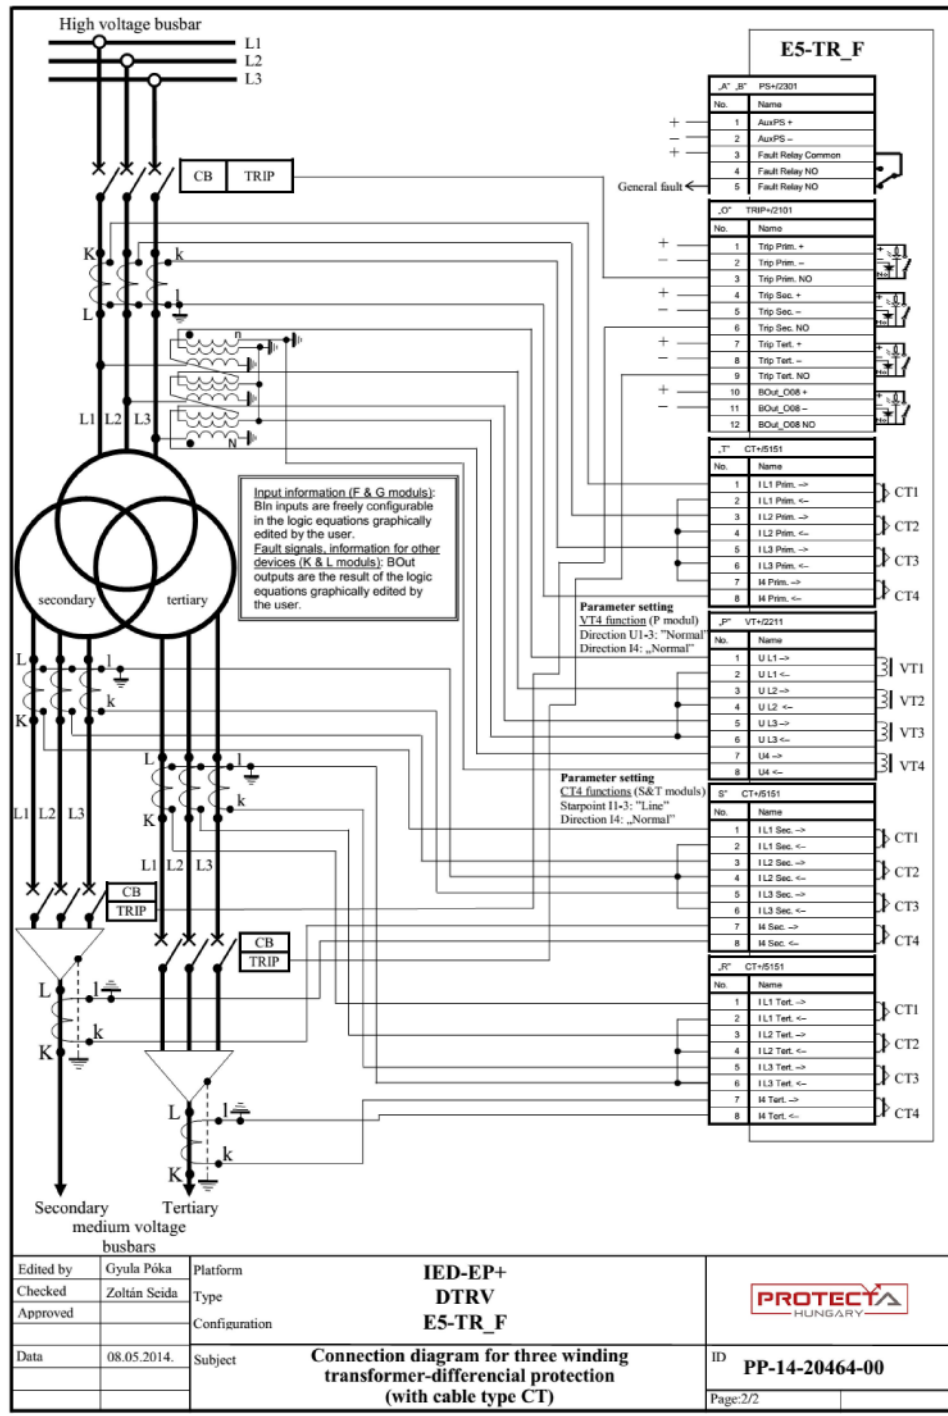 High voltage busbar
L1
L2
L3
E5-TR_F
„A" „B" PS+/2301
No. Name
+ 1 AuxPS +
− 2 AuxPS –
+ 3 Fault Relay Common
4 Fault Relay NO
General fault 5 Fault Relay NO
CB TRIP
„O" TRIP+/2101
No. Name
+ 1 Trip Prim. +
− 2 Trip Prim. –
3 Trip Prim. NO
+ 4 Trip Sec. +
− 5 Trip Sec. –
6 Trip Sec. NO
+ 7 Trip Tert. +
− 8 Trip Tert. –
9 Trip Tert. NO
+ 10 BOut_O08 +
− 11 BOut_O08 –
12 BOut_O08 NO
K k
L l
n
N
L1 L2 L3
„T" CT+/5151
No. Name
1 I L1 Prim. –>
2 I L1 Prim. <–
3 I L2 Prim. –>
4 I L2 Prim. <–
5 I L3 Prim. –>
6 I L3 Prim. <–
7 I4 Prim. –>
8 I4 Prim. <–
CT1
CT2
CT3
CT4
Input information (F & G moduls):
BIn inputs are freely configurable
in the logic equations graphically
edited by the user.
Fault signals, information for other
devices (K & L moduls): BOut
outputs are the result of the logic
equations graphically edited by
the user.
secondary tertiary
Parameter setting
VT4 function (P modul)
Direction U1-3: "Normal"
Direction I4: „Normal"
„P" VT+/2211
No. Name
1 U L1 –>
2 U L1 <–
3 U L2 –>
4 U L2 <–
5 U L3 –>
6 U L3 <–
7 U4 –>
8 U4 <–
VT1
VT2
VT3
VT4
L l
k
K
L l
k
K
L1 L2 L3
L1 L2 L3
Parameter setting
CT4 functions (S&T moduls)
Starpoint I1-3: "Line"
Direction I4: „Normal"
S" CT+/5151
No. Name
1 I L1 Sec. –>
2 I L1 Sec. <–
3 I L2 Sec. –>
4 I L2 Sec. <–
5 I L3 Sec. –>
6 I L3 Sec. <–
7 I4 Sec. –>
8 I4 Sec. <–
CT1
CT2
CT3
CT4
CB
TRIP
CB
TRIP
„R" CT+/5151
No. Name
1 I L1 Tert. –>
2 I L1 Tert. <–
3 I L2 Tert. –>
4 I L2 Tert. <–
5 I L3 Tert. –>
6 I L3 Tert. <–
7 I4 Tert. –>
8 I4 Tert. <–
CT1
CT2
CT3
CT4
L l
k
K
L l
k
K
Secondary Tertiary
medium voltage
busbars
Edited by Gyula Póka
Checked Zoltán Seida
Approved
Data 08.05.2014.
Platform IED-EP+
Type DTRV
Configuration E5-TR_F
Subject Connection diagram for three winding
transformer-differencial protection
(with cable type CT)
PROTECTA
HUNGARY
ID PP-14-20464-00
Page:2/2